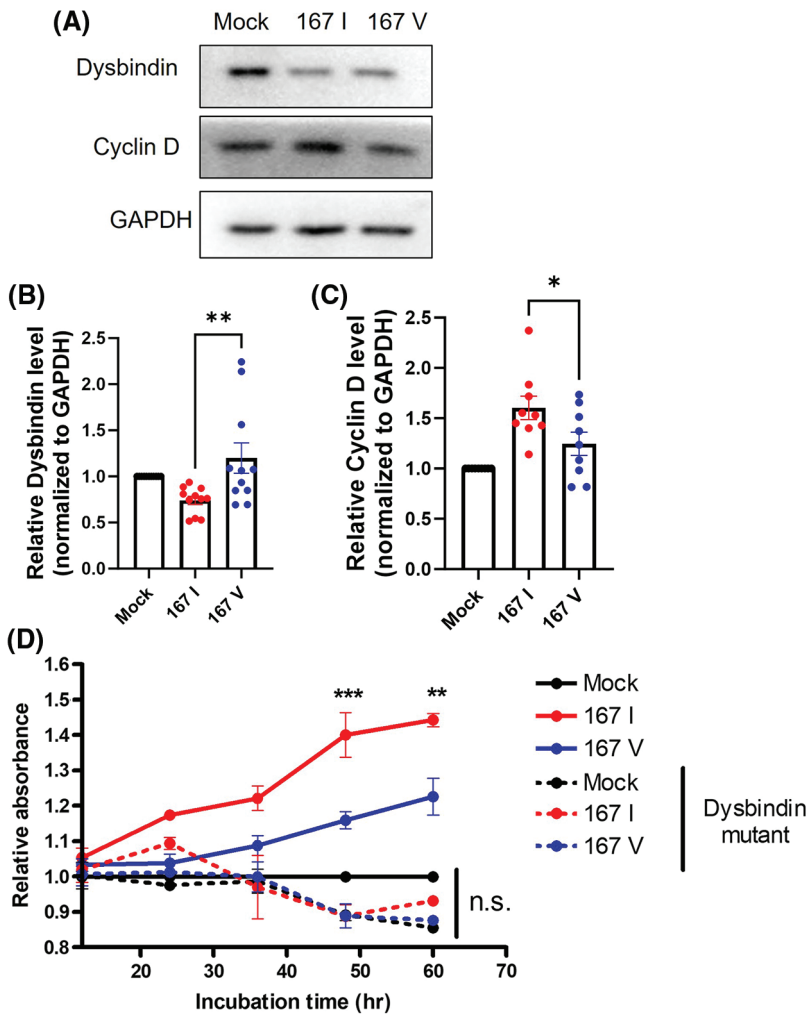 (A)
Mock 167 I 167 V
Dysbindin
Cyclin D
GAPDH
(B)
**
Relative Dysbindin level
(normalized to GAPDH)
2.5
2.0
1.5
1.0
0.5
0.0
Mock 167 I 167 V
(C)
*
Relative Cyclin D level
(normalized to GAPDH)
2.5
2.0
1.5
1.0
0.5
0.0
Mock 167 I 167 V
(D)
Relative absorbance
1.6
1.5
1.4
1.3
1.2
1.1
1.0
0.9
0.8
*** **
n.s.
20 30 40 50 60 70
Incubation time (hr)
Mock
167 I
167 V
Mock
167 I
167 V
Dysbindin
mutant